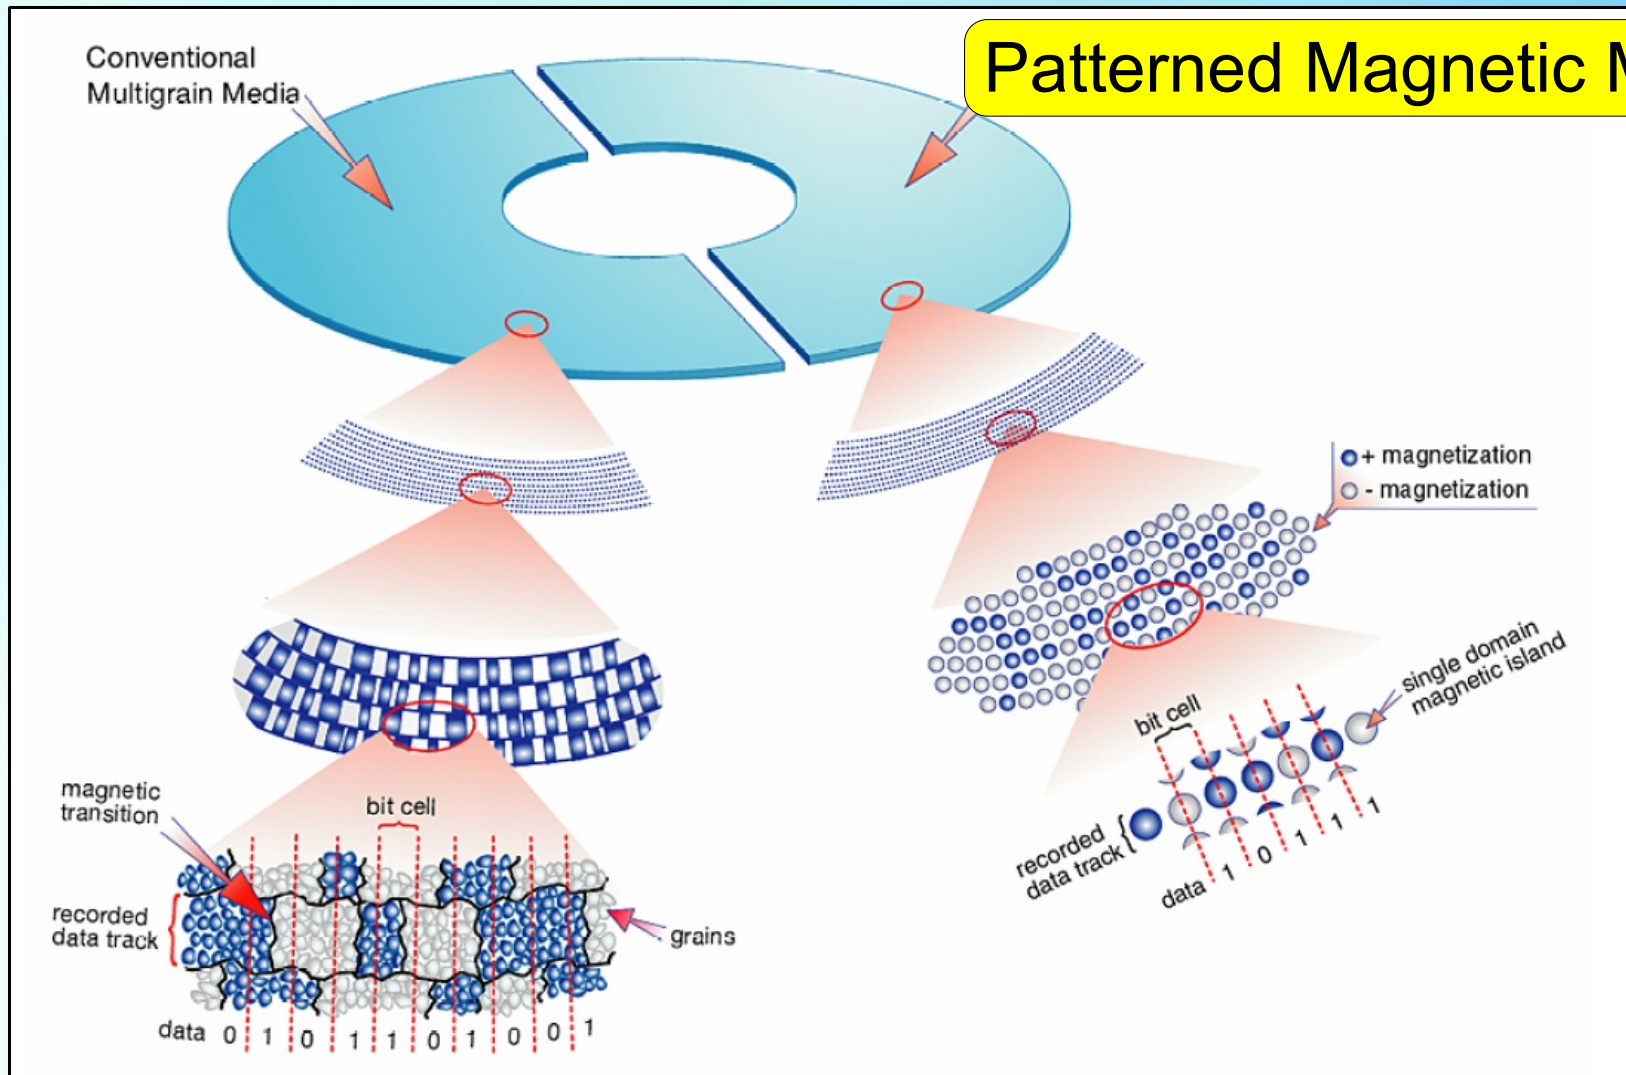 Patterned Magnetic M
Conventional
Multigrain Media
+ magnetization
- magnetization
single domain
magnetic island
bit cell
recorded
data track
data 1 0 1 1 1
magnetic
transition
bit cell
recorded
data track
grains
data 0 1 0 1 1 0 1 0 0 1